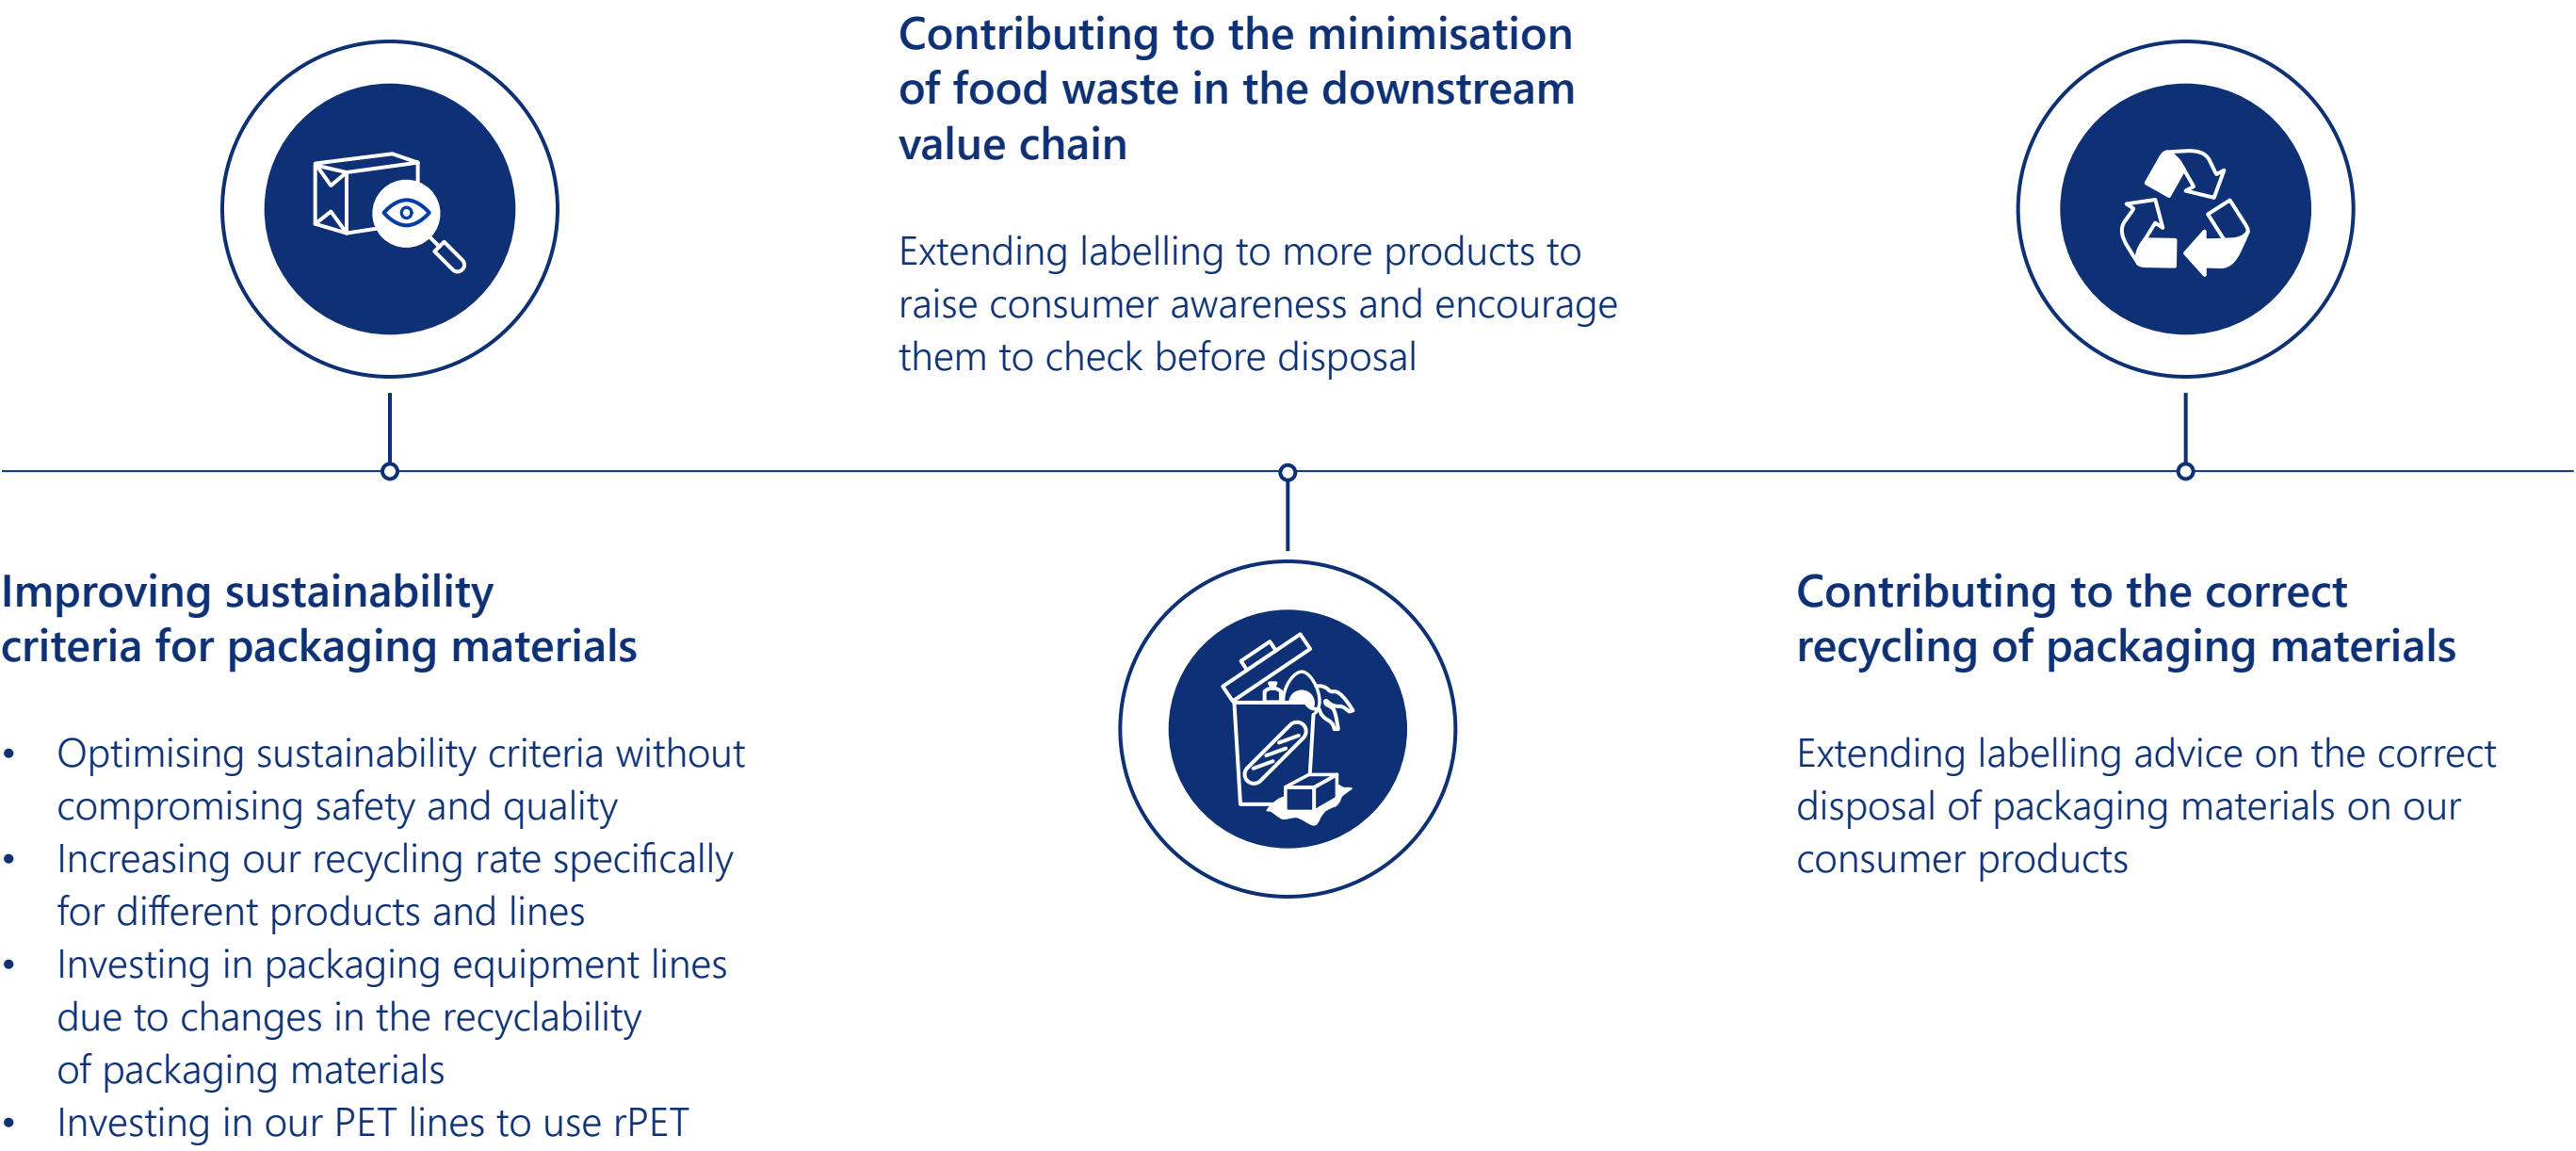 Improving sustainability
criteria for packaging materials
• Optimising sustainability criteria without
compromising safety and quality
• Increasing our recycling rate specifically
for different products and lines
• Investing in packaging equipment lines
due to changes in the recyclability
of packaging materials
• Investing in our PET lines to use rPET
Contributing to the minimisation
of food waste in the downstream
value chain
Extending labelling to more products to
raise consumer awareness and encourage
them to check before disposal
Contributing to the correct
recycling of packaging materials
Extending labelling advice on the correct
disposal of packaging materials on our
consumer products